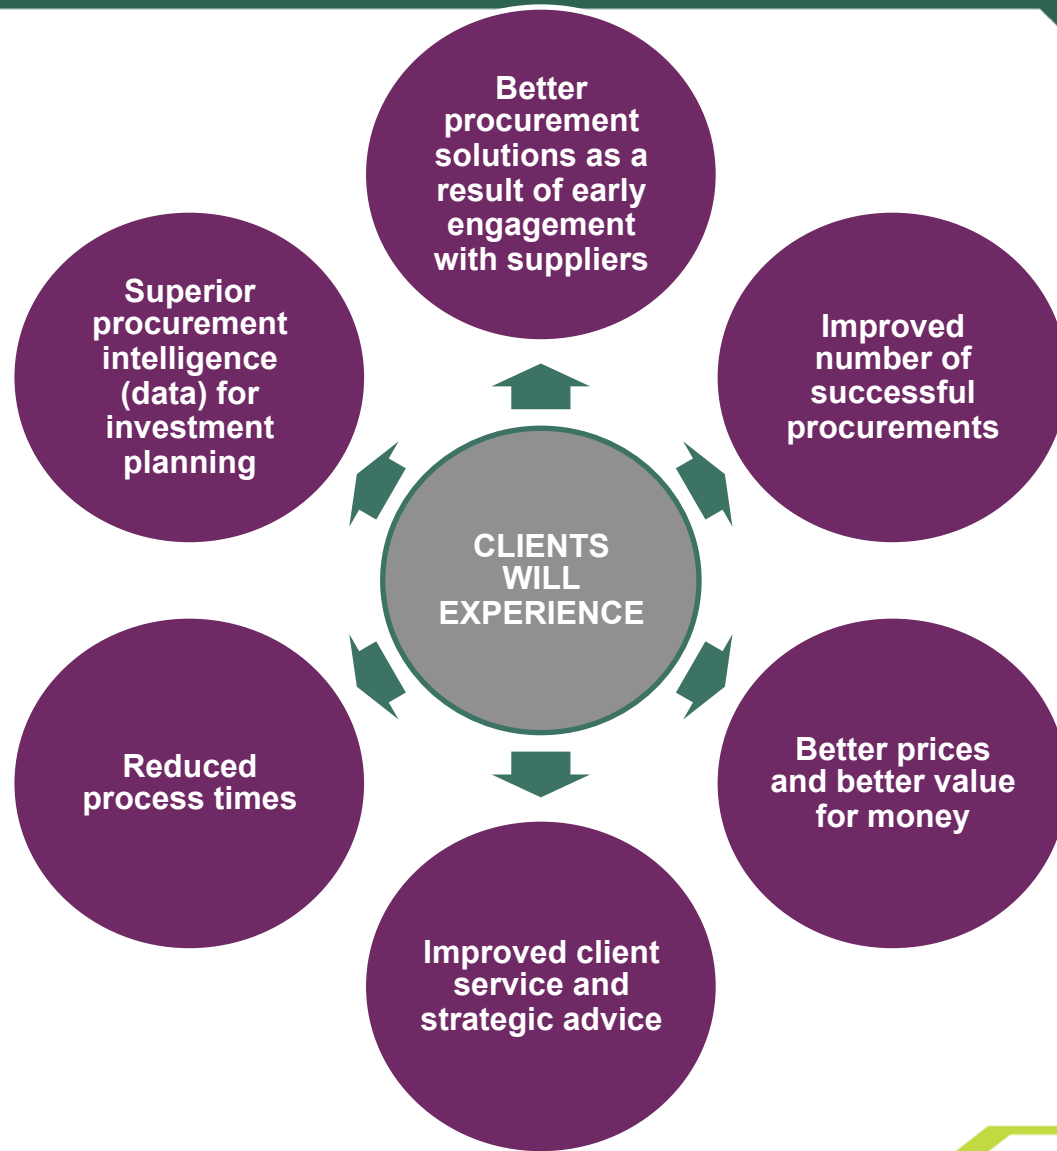 Better
procurement
solutions as a
result of early
engagement
with suppliers
Superior
procurement
intelligence
(data) for
investment
planning
Improved
number of
successful
procurements
CLIENTS
WILL
EXPERIENCE
Reduced
process times
Better prices
and better value
for money
Improved client
service and
strategic advice